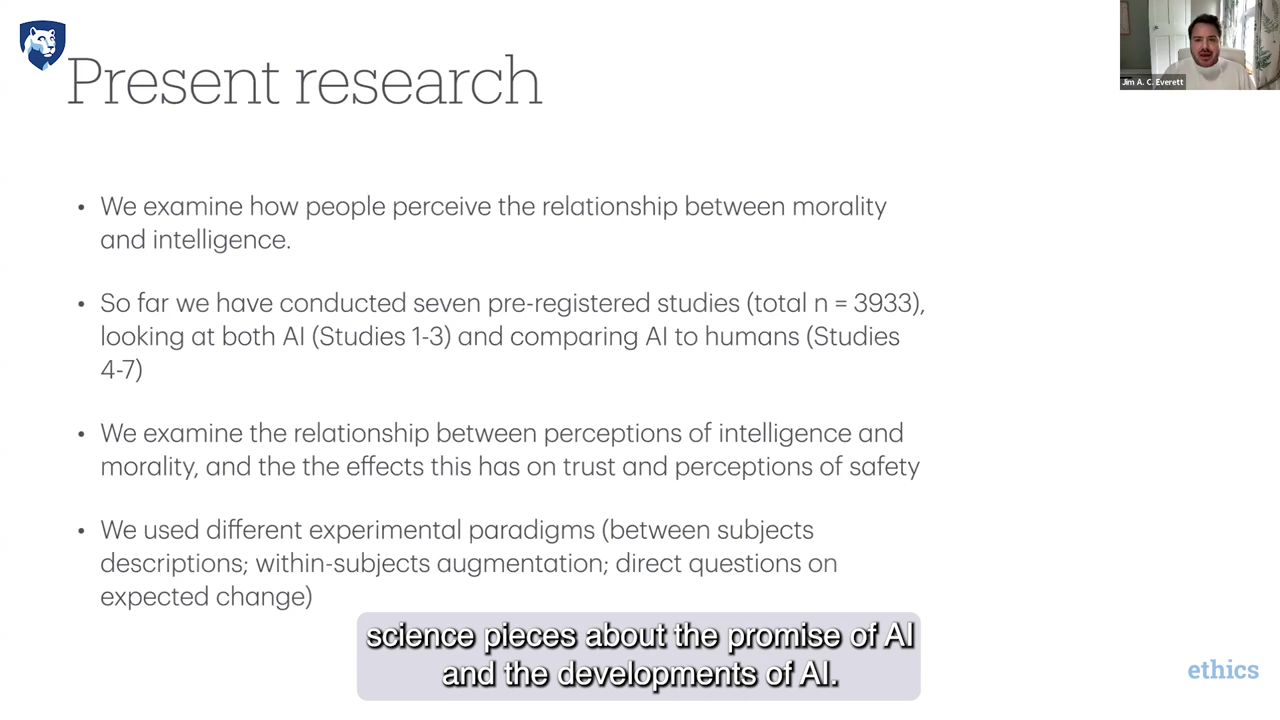 Present research
Jim A. C. Everett
• We examine how people perceive the relationship between morality
and intelligence.
• So far we have conducted seven pre-registered studies (total n = 3933),
looking at both AI (Studies 1-3) and comparing AI to humans (Studies
4-7)
• We examine the relationship between perceptions of intelligence and
morality, and the the effects this has on trust and perceptions of safety
• We used different experimental paradigms (between subjects
descriptions; within-subjects augmentation; direct questions on
expected change)
science pieces about the promise of AI
and the developments of AI.
ethics